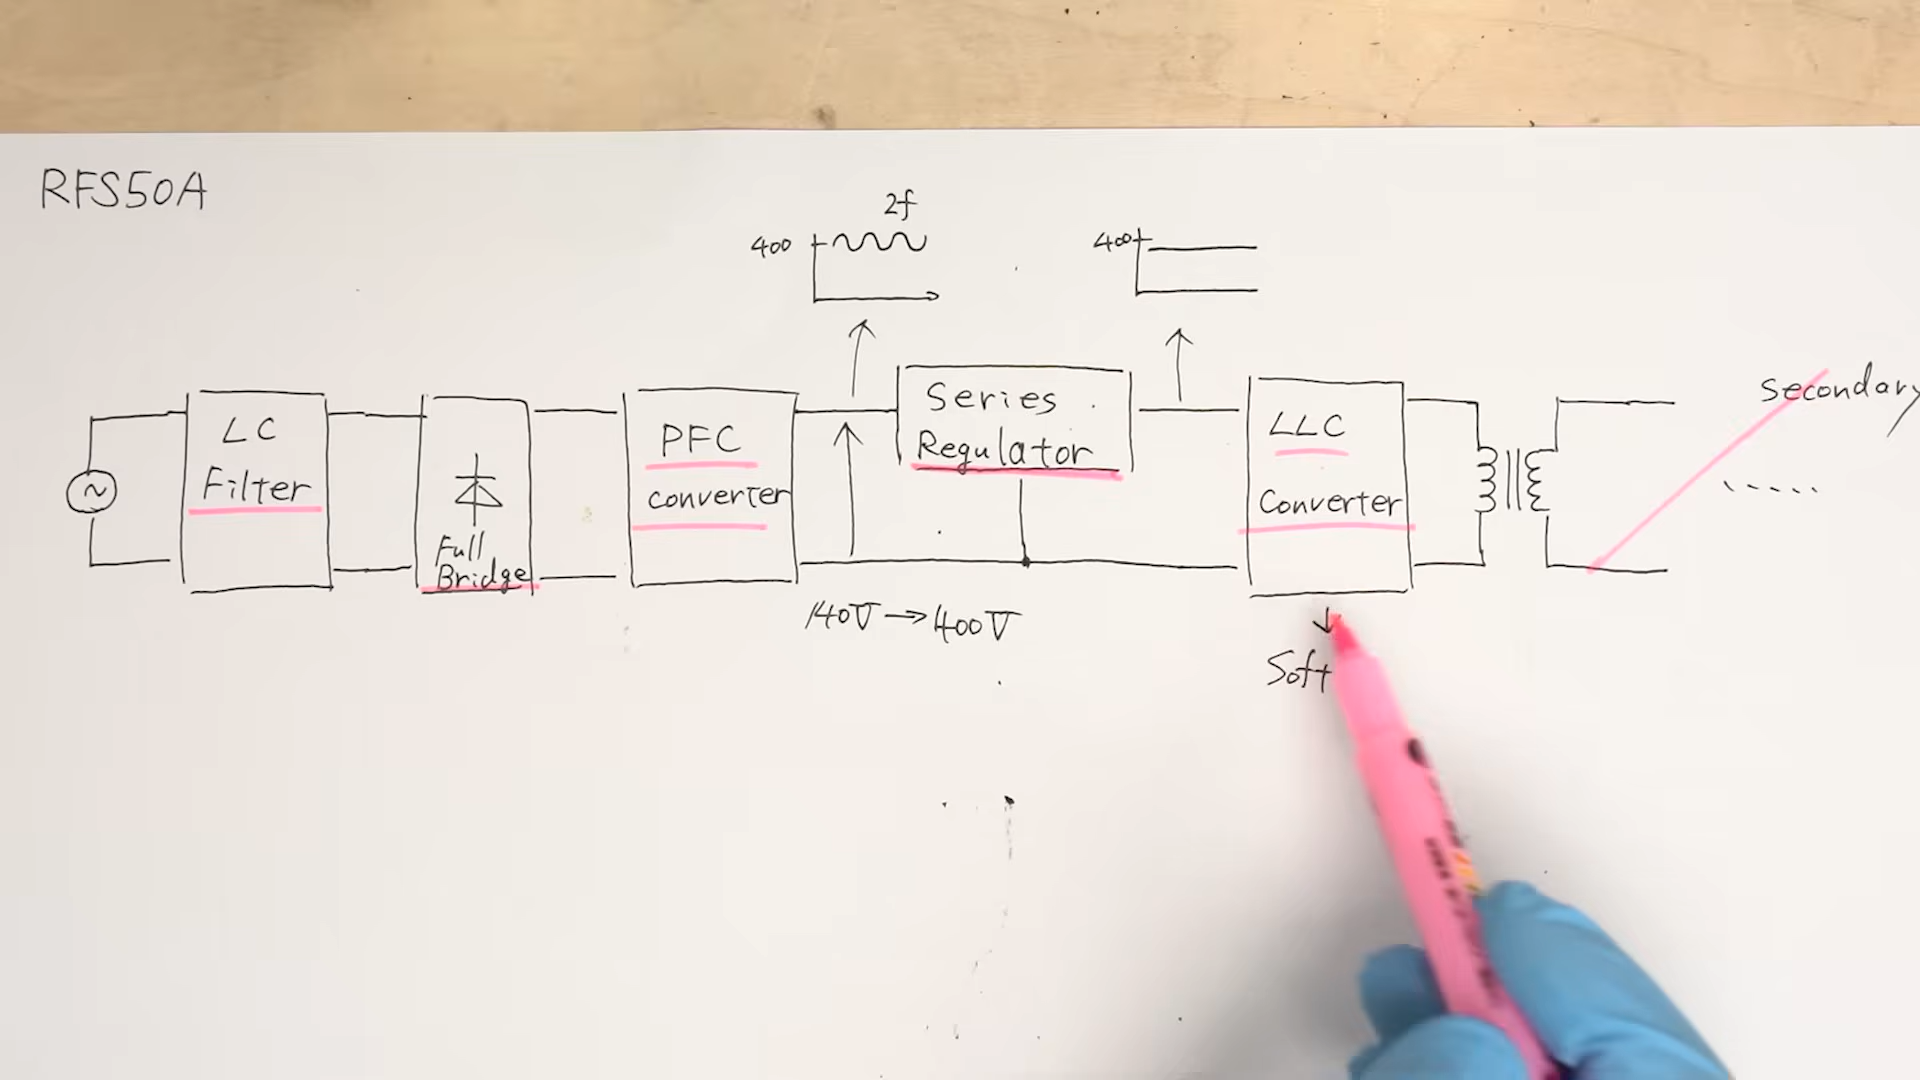 RFS50A
2f
400
400
LC
Filter
Full
Bridge
PFC
converter
Series
Regulator
LLC
Converter
Secondary
140V→400V
Soft